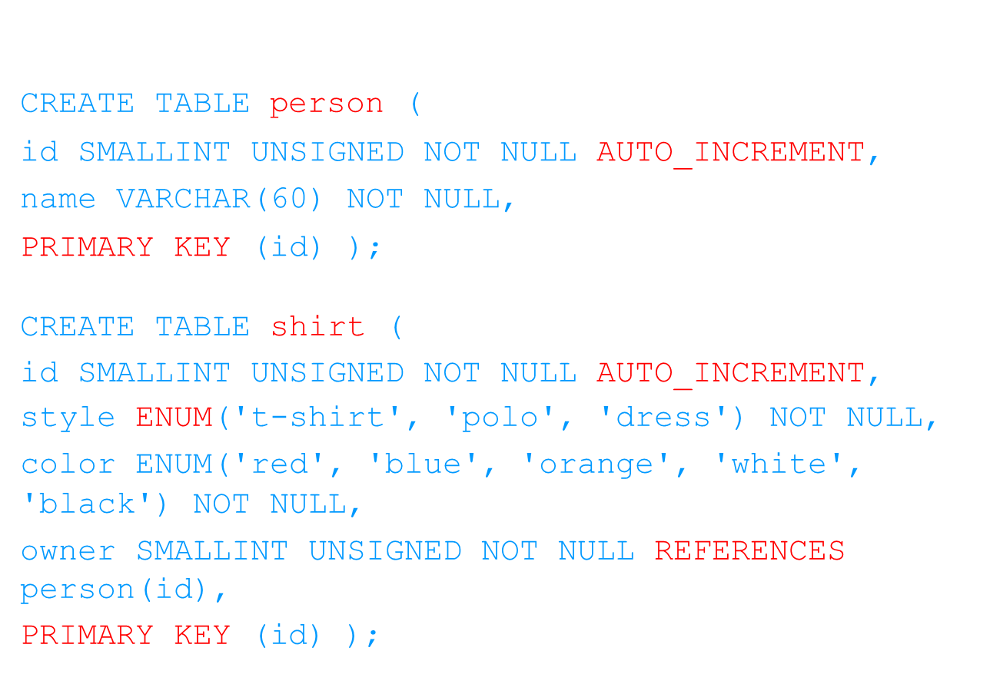 CREATE TABLE person (
id SMALLINT UNSIGNED NOT NULL AUTO_INCREMENT,
name VARCHAR(60) NOT NULL,
PRIMARY KEY (id) );
CREATE TABLE shirt (
id SMALLINT UNSIGNED NOT NULL AUTO_INCREMENT,
style ENUM('t-shirt', 'polo', 'dress') NOT NULL,
color ENUM('red', 'blue', 'orange', 'white',
'black') NOT NULL,
owner SMALLINT UNSIGNED NOT NULL REFERENCES
person(id),
PRIMARY KEY (id) );